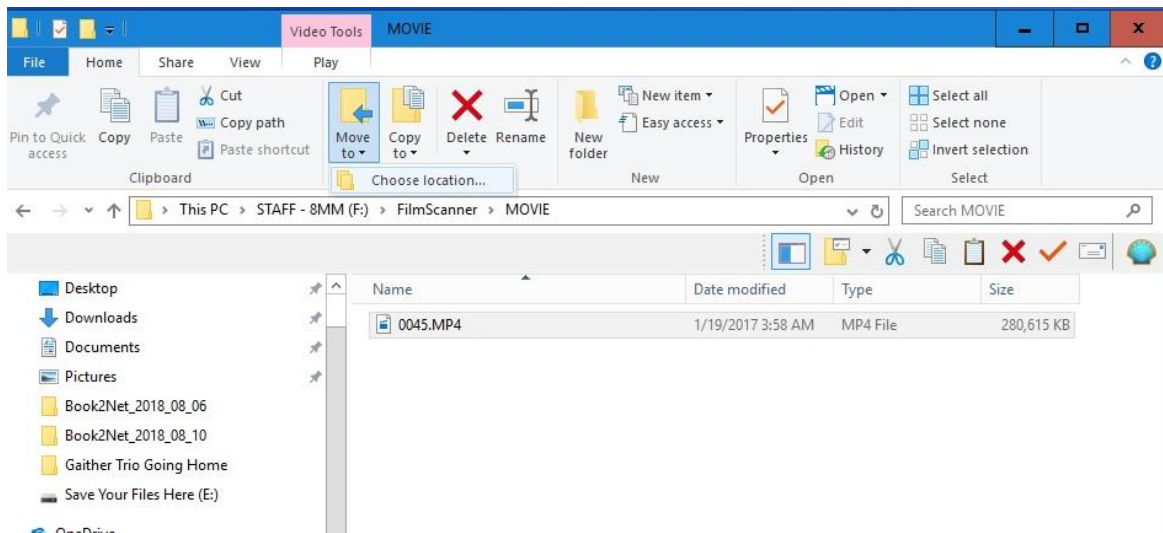 Video Tools MOVIE
File Home Share View Play
Pin to Quick access
Copy
Paste
Cut
Copy path
Paste shortcut
Move to
Copy to
Delete
Rename
New folder
New item
Easy access
Properties
Open
Edit
History
Select all
Select none
Invert selection
Clipboard New Open Select
Choose location...
This PC > STAFF - 8MM (F:) > FilmScanner > MOVIE
Search MOVIE
Name Date modified Type Size
0045.MP4 1/19/2017 3:58 AM MP4 File 280,615 KB
Desktop
Downloads
Documents
Pictures
Book2Net_2018_08_06
Book2Net_2018_08_10
Gaither Trio Going Home
Save Your Files Here (E:)
OneDrive